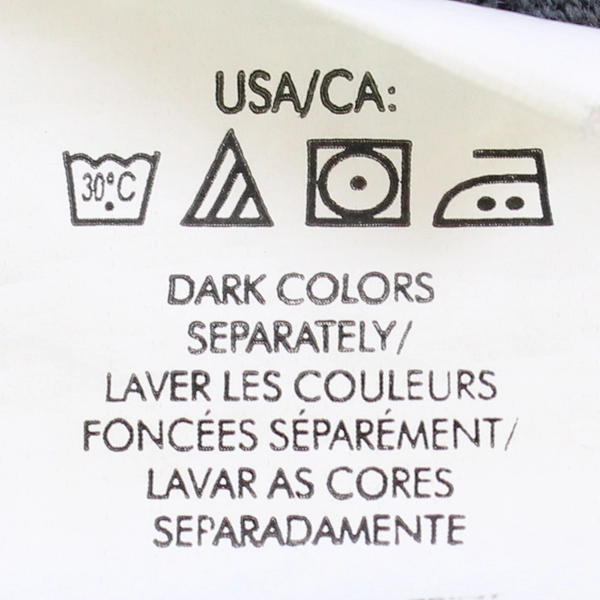 USA/CA:
30°C
DARK COLORS
SEPARATELY/
LAVER LES COULEURS
FONCÉES SÉPARÉMENT/
LAVAR AS CORES
SEPARADAMENTE